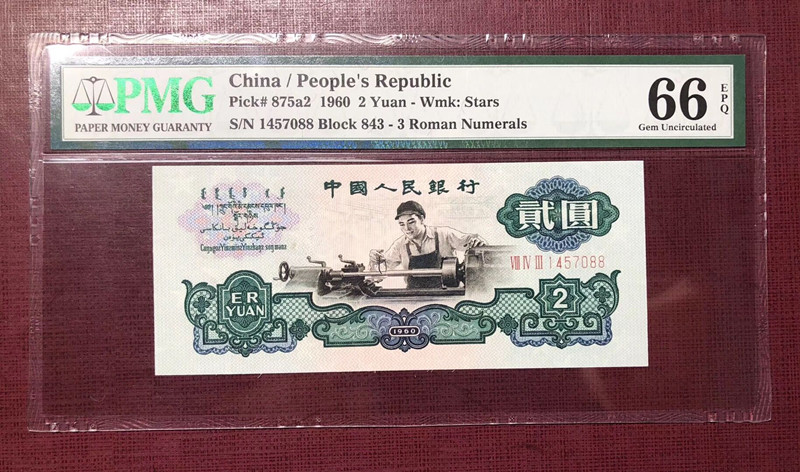 PMG
PAPER MONEY GUARANTY
China / People's Republic
Pick# 875a2 1960 2 Yuan - Wmk: Stars
S/N 1457088 Block 843 - 3 Roman Numerals
66
EPQ
Gem Uncirculated
中國人民銀行
貳圓
VIII IV III 1457088
ER
YUAN
1960
2